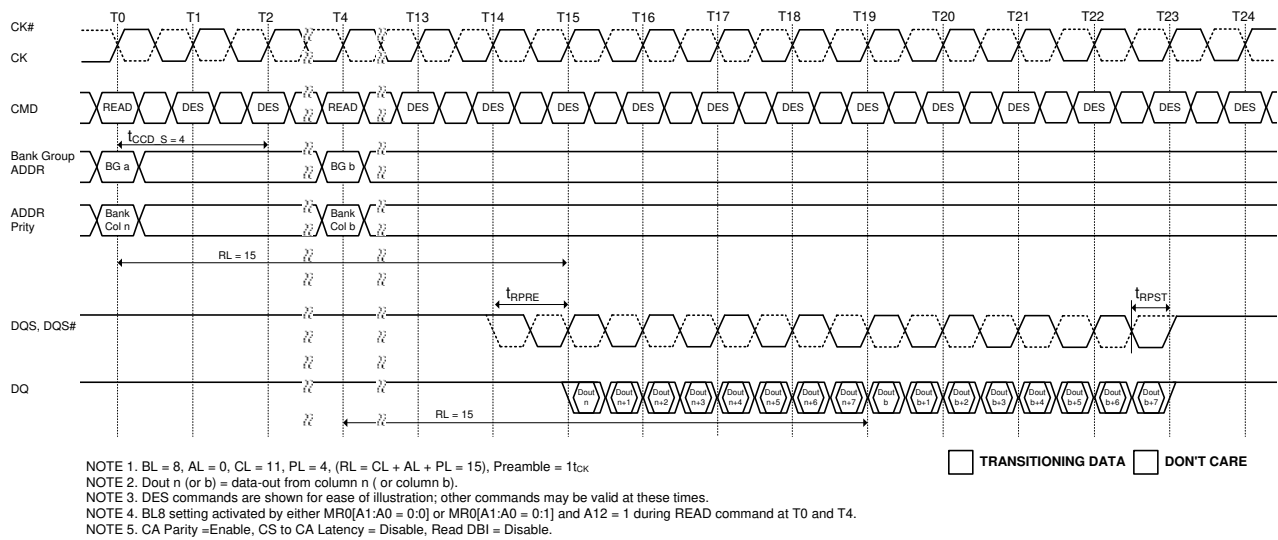 T0 T1 T2 T4 T13 T14 T15 T16 T17 T18 T19 T20 T21 T22 T23 T24
CK#
CK
CMD READ DES DES READ DES DES DES DES DES DES DES DES DES DES DES DES
tCCD_S = 4
Bank Group
ADDR
BG a BG b
ADDR
Prity
Bank
Col n
Bank
Col b
RL = 15
tRPRE tRPST
DQS, DQS#
DQ
Dout n Dout n+1 Dout n+2 Dout n+3 Dout n+4 Dout n+5 Dout n+6 Dout n+7 Dout b Dout b+1 Dout b+2 Dout b+3 Dout b+4 Dout b+5 Dout b+6 Dout b+7
RL = 15
NOTE 1. BL = 8, AL = 0, CL = 11, PL = 4, (RL = CL + AL + PL = 15), Preamble = 1tCK
NOTE 2. Dout n (or b) = data-out from column n ( or column b).
NOTE 3. DES commands are shown for ease of illustration; other commands may be valid at these times.
NOTE 4. BL8 setting activated by either MR0[A1:A0 = 0:0] or MR0[A1:A0 = 0:1] and A12 = 1 during READ command at T0 and T4.
NOTE 5. CA Parity =Enable, CS to CA Latency = Disable, Read DBI = Disable.
TRANSITIONING DATA DON'T CARE